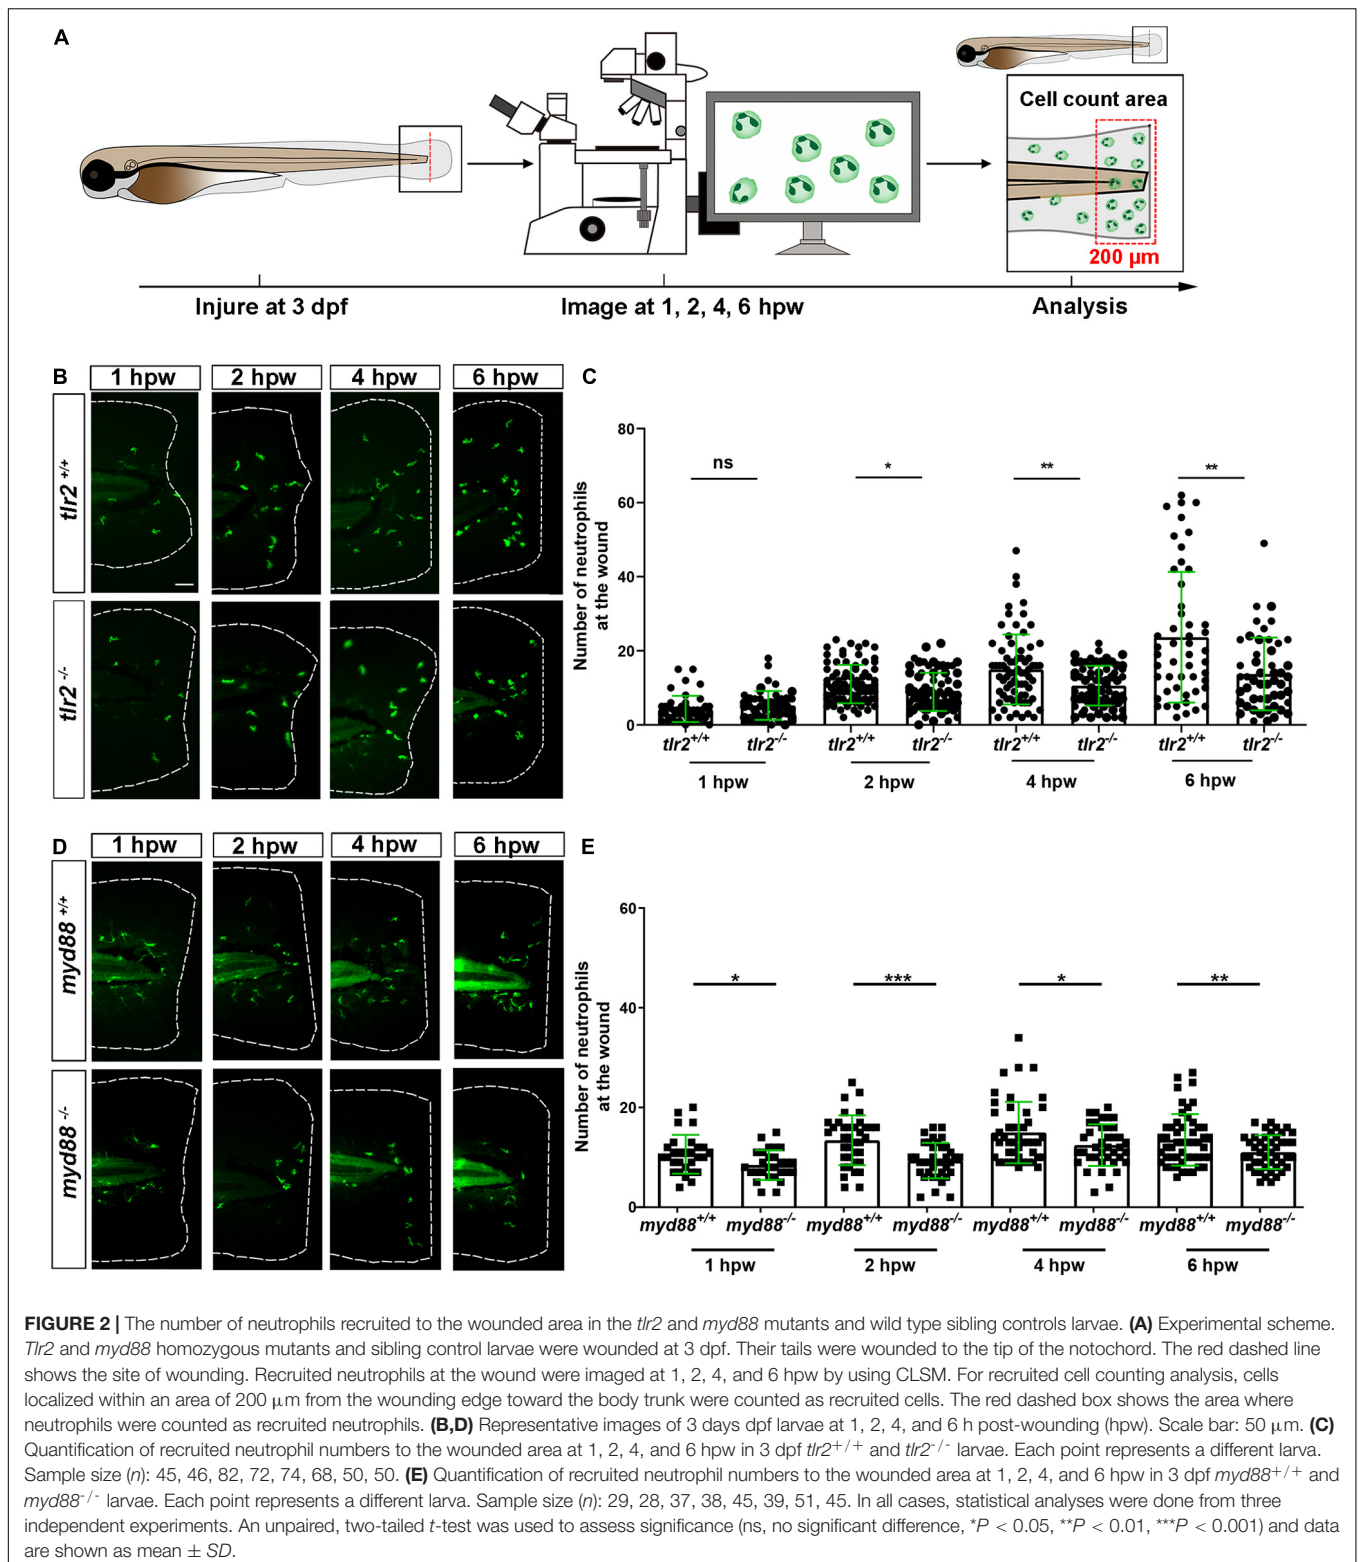 A
Cell count area
200 µm
Injure at 3 dpf
Image at 1, 2, 4, 6 hpw
Analysis
B
1 hpw
2 hpw
4 hpw
6 hpw
tlr2 +/+
tlr2 -/-
C
Number of neutrophils
at the wound
80
60
40
20
0
ns
*
**
**
tlr2+/+
tlr2-/-
tlr2+/+
tlr2-/-
tlr2+/+
tlr2-/-
tlr2+/+
tlr2-/-
1 hpw
2 hpw
4 hpw
6 hpw
D
1 hpw
2 hpw
4 hpw
6 hpw
myd88 +/+
myd88 -/-
E
Number of neutrophils
at the wound
60
40
20
0
*
***
*
**
myd88+/+
myd88-/-
myd88+/+
myd88-/-
myd88+/+
myd88-/-
myd88+/+
myd88-/-
1 hpw
2 hpw
4 hpw
6 hpw
FIGURE 2 | The number of neutrophils recruited to the wounded area in the tlr2 and myd88 mutants and wild type sibling controls larvae. (A) Experimental scheme.
Tlr2 and myd88 homozygous mutants and sibling control larvae were wounded at 3 dpf. Their tails were wounded to the tip of the notochord. The red dashed line
shows the site of wounding. Recruited neutrophils at the wound were imaged at 1, 2, 4, and 6 hpw by using CLSM. For recruited cell counting analysis, cells
localized within an area of 200 µm from the wounding edge toward the body trunk were counted as recruited cells. The red dashed box shows the area where
neutrophils were counted as recruited neutrophils. (B,D) Representative images of 3 days dpf larvae at 1, 2, 4, and 6 h post-wounding (hpw). Scale bar: 50 µm. (C)
Quantification of recruited neutrophil numbers to the wounded area at 1, 2, 4, and 6 hpw in 3 dpf tlr2+/+ and tlr2-/- larvae. Each point represents a different larva.
Sample size (n): 45, 46, 82, 72, 74, 68, 50, 50. (E) Quantification of recruited neutrophil numbers to the wounded area at 1, 2, 4, and 6 hpw in 3 dpf myd88+/+ and
myd88-/- larvae. Each point represents a different larva. Sample size (n): 29, 28, 37, 38, 45, 39, 51, 45. In all cases, statistical analyses were done from three
independent experiments. An unpaired, two-tailed t-test was used to assess significance (ns, no significant difference, *P < 0.05, **P < 0.01, ***P < 0.001) and data
are shown as mean ± SD.